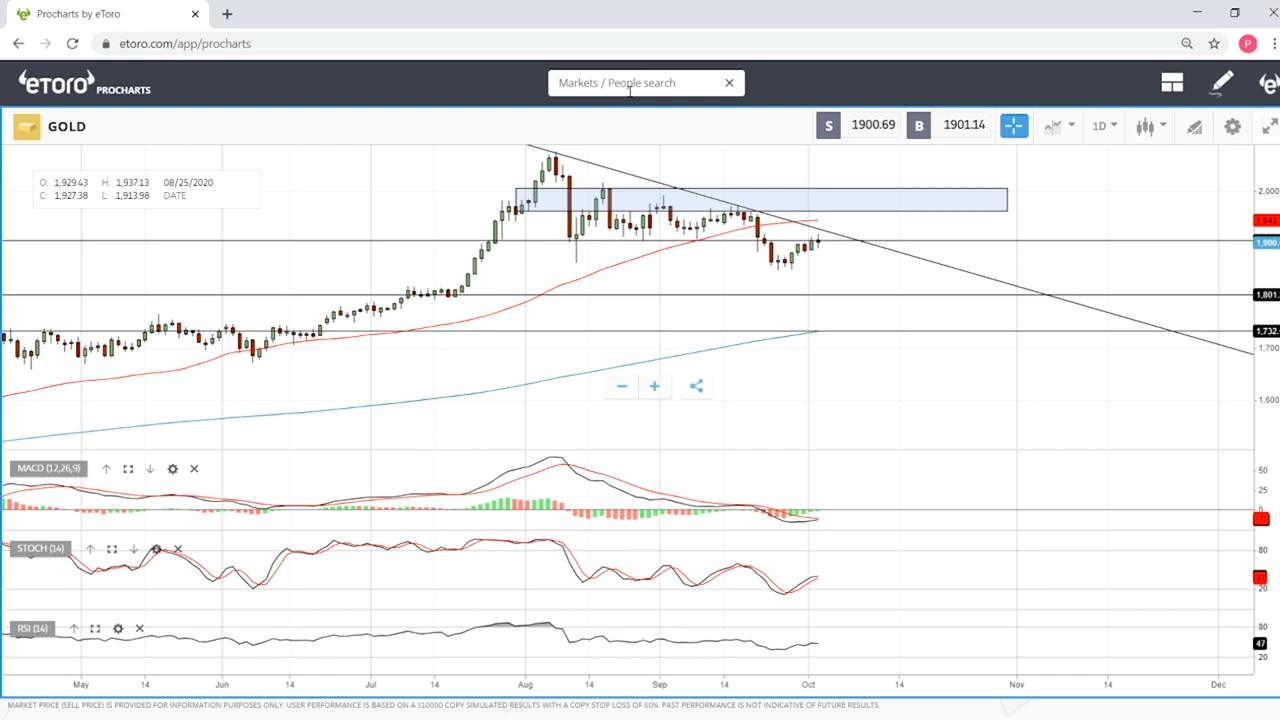 Procharts by eToro
etoro.com/app/procharts
P
eToro PROCHARTS
Markets / People search
GOLD
S 1900.69 B 1901.14
1D
O: 1,929.43 H: 1,937.13 08/25/2020
C: 1,927.38 L: 1,913.98 DATE
2,000
1,943
1,900.
1,801.
1,732.
1,700
1,600
MACD (12,26,9)
50
25
0
-11
STOCH (14)
80
37
20
RSI (14)
80
47
20
May 14 Jun 14 Jul 14 Aug 14 Sep 14 Oct 14 Nov 14 Dec
MARKET PRICE (SELL PRICE) IS PROVIDED FOR INFORMATION PURPOSES ONLY. USER PERFORMANCE IS BASED ON A $10000 COPY SIMULATED RESULTS WITH A COPY STOP LOSS OF 60%. PAST PERFORMANCE IS NOT INDICATIVE OF FUTURE RESULTS.